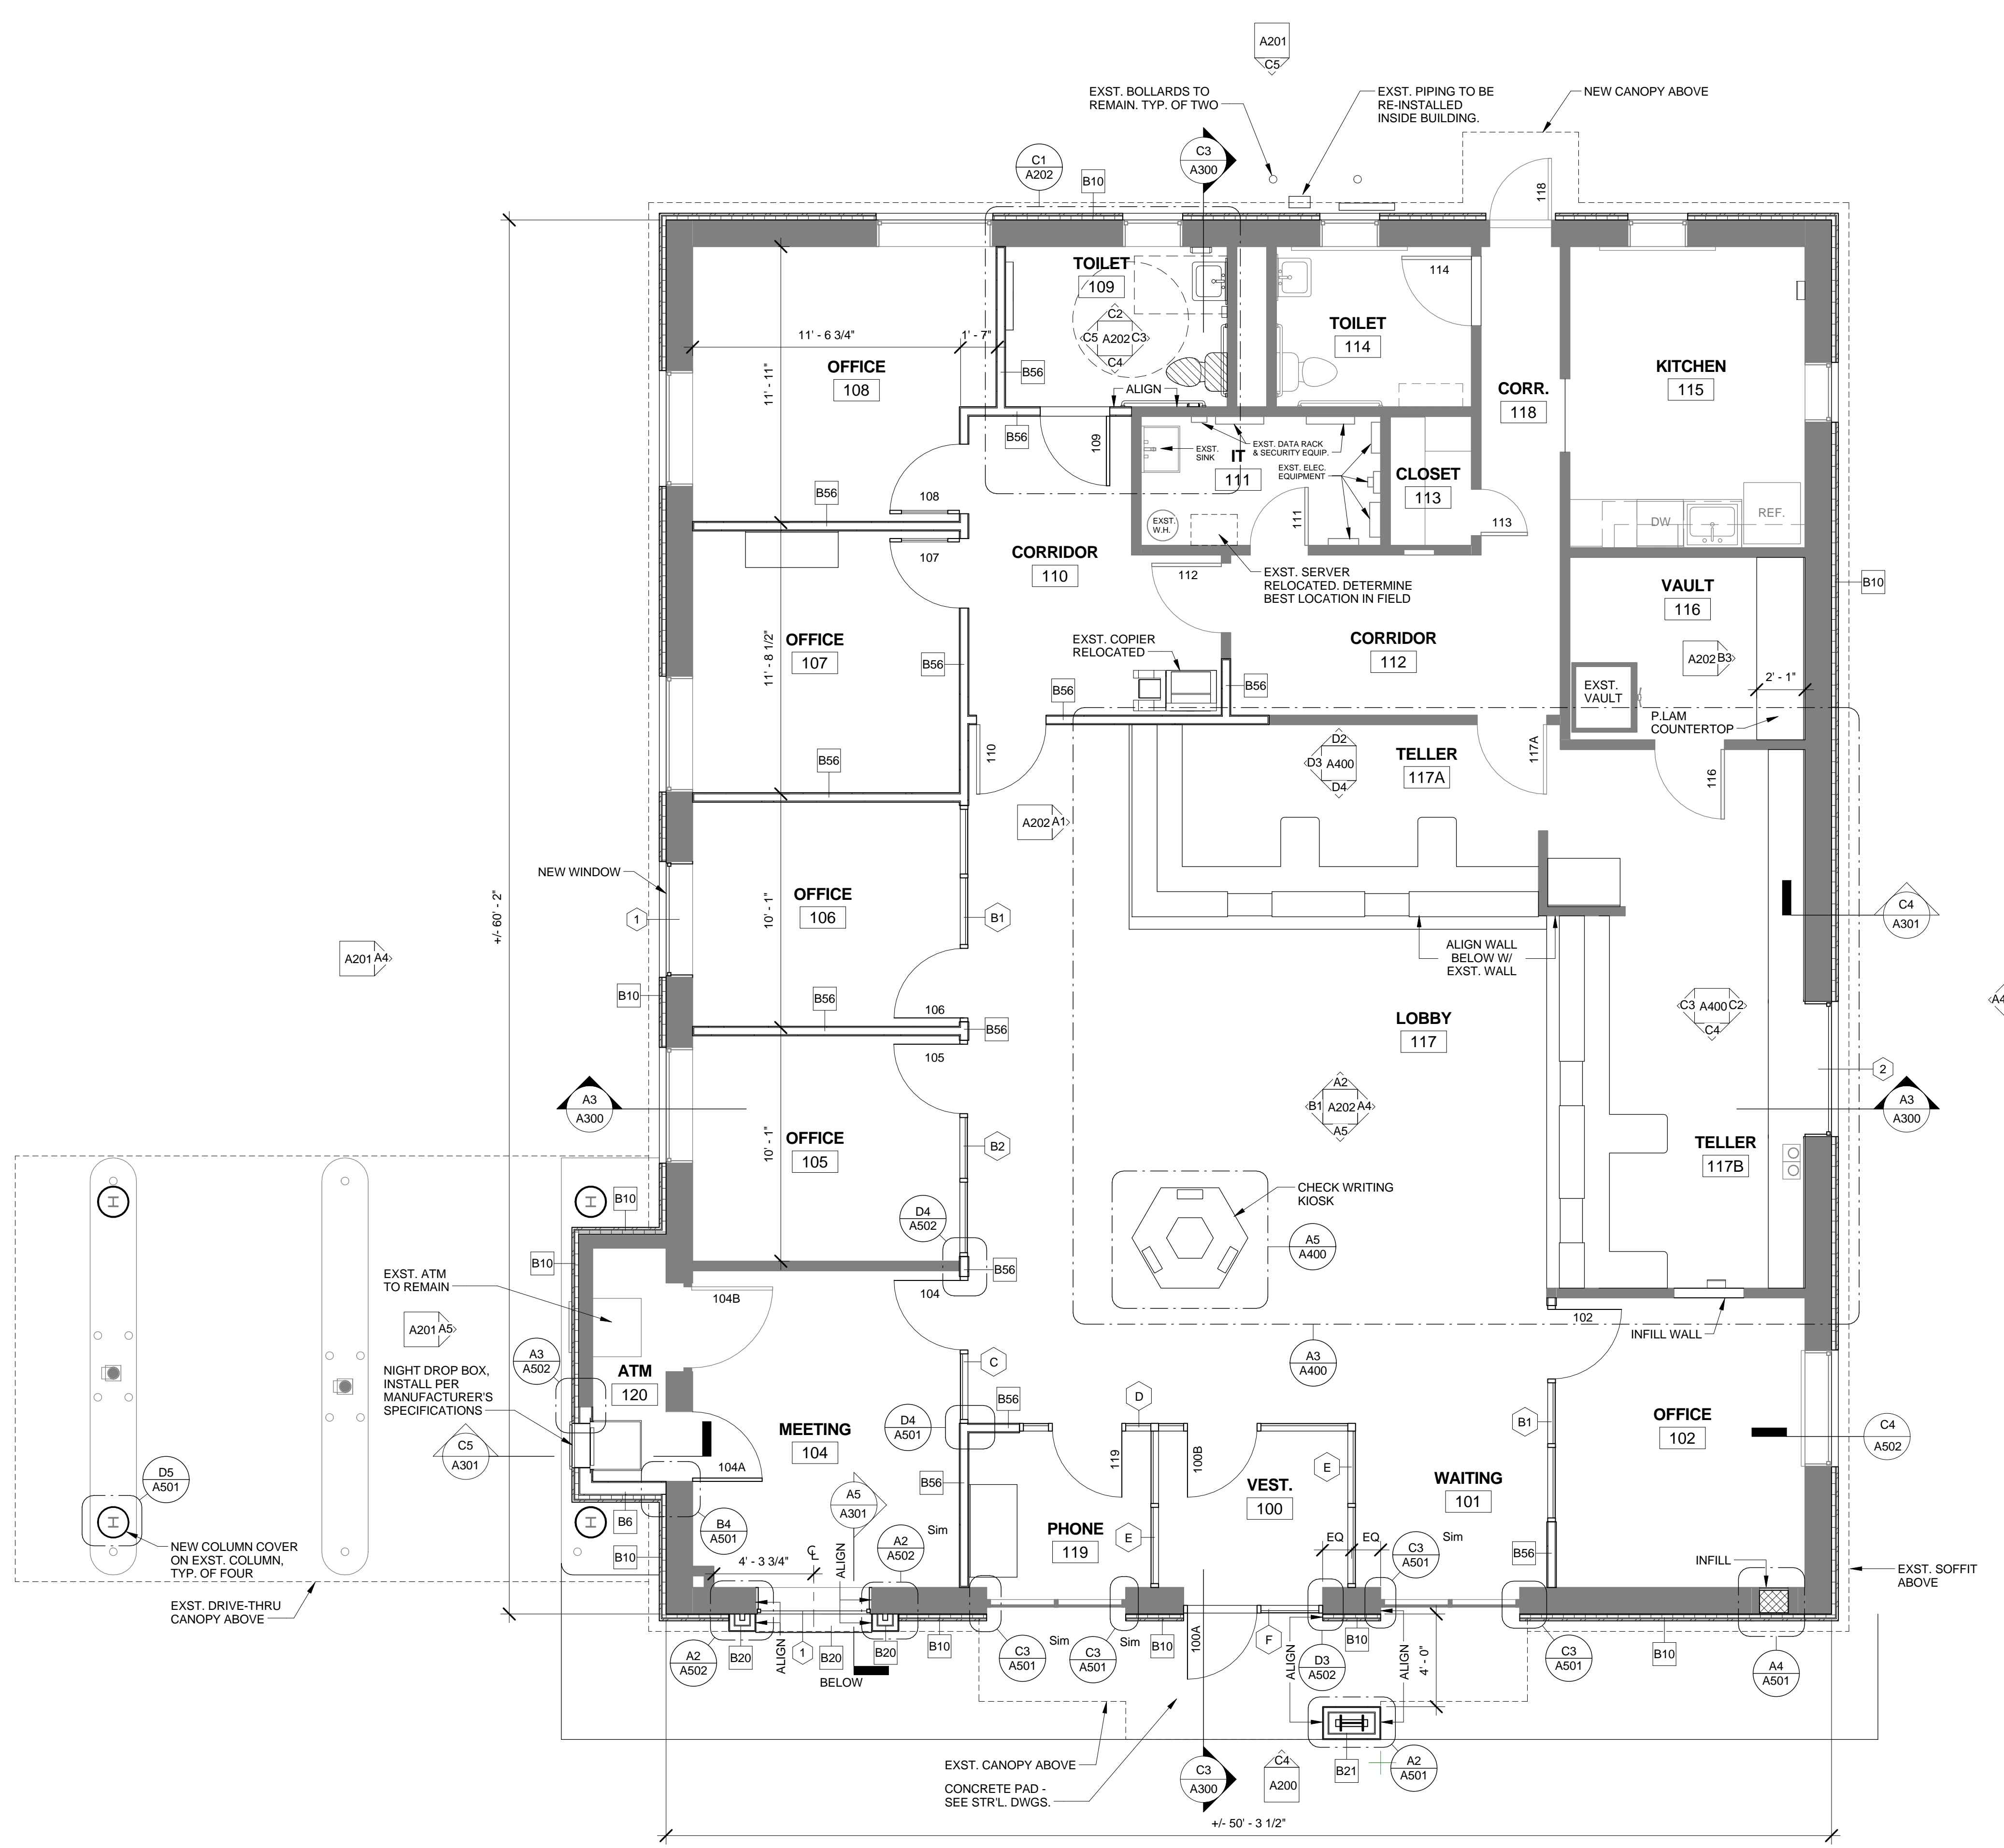 A201
C5
EXST. BOLLARDS TO
REMAIN. TYP. OF TWO
EXST. PIPING TO BE
RE-INSTALLED
INSIDE BUILDING.
NEW CANOPY ABOVE
C1
A202
C3
A300
B10
118
TOILET
109
C2
C5 A202 C3
C4
ALIGN
11' - 6 3/4"
1' - 7"
11' - 11"
OFFICE
108
B56
B56
109
108
B56
TOILET
114
114
CORR.
118
KITCHEN
115
EXST.
SINK
EXST. DATA RACK
& SECURITY EQUIP.
IT
111
EXST. ELEC.
EQUIPMENT
CLOSET
113
113
EXST.
W.H.
111
DW
REF.
107
CORRIDOR
110
112
EXST. SERVER
RELOCATED. DETERMINE
BEST LOCATION IN FIELD
VAULT
116
B10
A202 B3
2' - 1"
EXST.
VAULT
P.LAM
COUNTERTOP
11' - 8 1/2"
OFFICE
107
B56
EXST. COPIER
RELOCATED
CORRIDOR
112
B56
B56
B56
110
D2
D3 A400
D4
TELLER
117A
117A
116
A202 A1
NEW WINDOW
1
+/- 60' - 2"
10' - 1"
OFFICE
106
B1
A201 A4
B10
B56
106
B56
105
ALIGN WALL
BELOW W/
EXST. WALL
C4
A301
C3 A400 C2
C4
A4
LOBBY
117
2
A3
A300
A3
A300
A2
B1 A202 A4
A5
10' - 1"
OFFICE
105
B2
TELLER
117B
B10
D4
A502
CHECK WRITING
KIOSK
A5
A400
B10
EXST. ATM
TO REMAIN
B56
104B
104
A201 A5
102
INFILL WALL
A3
A502
NIGHT DROP BOX,
INSTALL PER
MANUFACTURER'S
SPECIFICATIONS
ATM
120
C
A3
A400
D
B56
B1
OFFICE
102
MEETING
104
D4
A501
C5
A301
C4
A502
D5
A501
104A
119
100B
E
WAITING
101
B56
A5
A301
VEST.
100
B6
B4
A501
Sim
PHONE
119
E
EQ EQ
C3
A501
Sim
A2
A502
B56
INFILL
NEW COLUMN COVER
ON EXST. COLUMN,
TYP. OF FOUR
B10
4' - 3 3/4"
℄
ALIGN
EXST. SOFFIT
ABOVE
EXST. DRIVE-THRU
CANOPY ABOVE
A2
A502
B20
ALIGN
1
B20
BELOW
B20
B10
C3
A501
Sim
C3
A501
Sim
B10
100A
F
ALIGN
D3
A502
B10
ALIGN
4' - 0"
C3
A501
B10
A4
A501
EXST. CANOPY ABOVE
CONCRETE PAD -
SEE STR'L. DWGS.
C3
A300
C4
A200
B21
A2
A501
+/- 50' - 3 1/2"